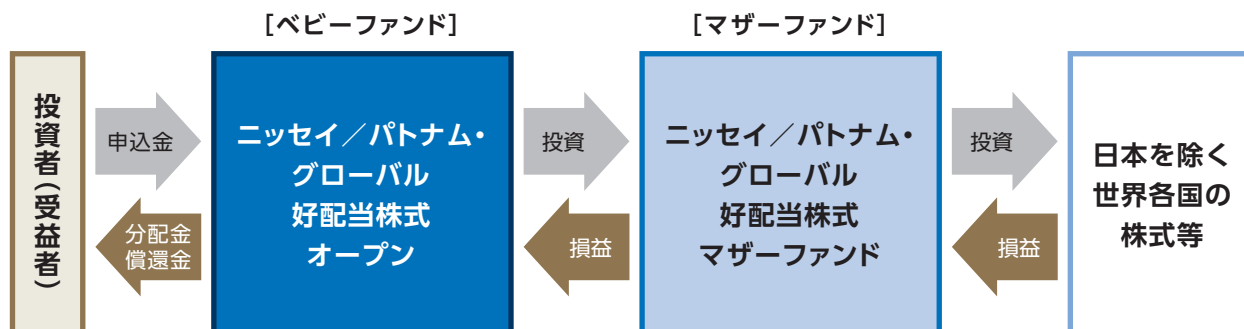 ［ベビーファンド］
［マザーファンド］
投資者（受益者）
申込金
分配金
償還金
ニッセイ／パトナム・
グローバル
好配当株式
オープン
投資
損益
ニッセイ／パトナム・
グローバル
好配当株式
マザーファンド
投資
損益
日本を除く
世界各国の
株式等